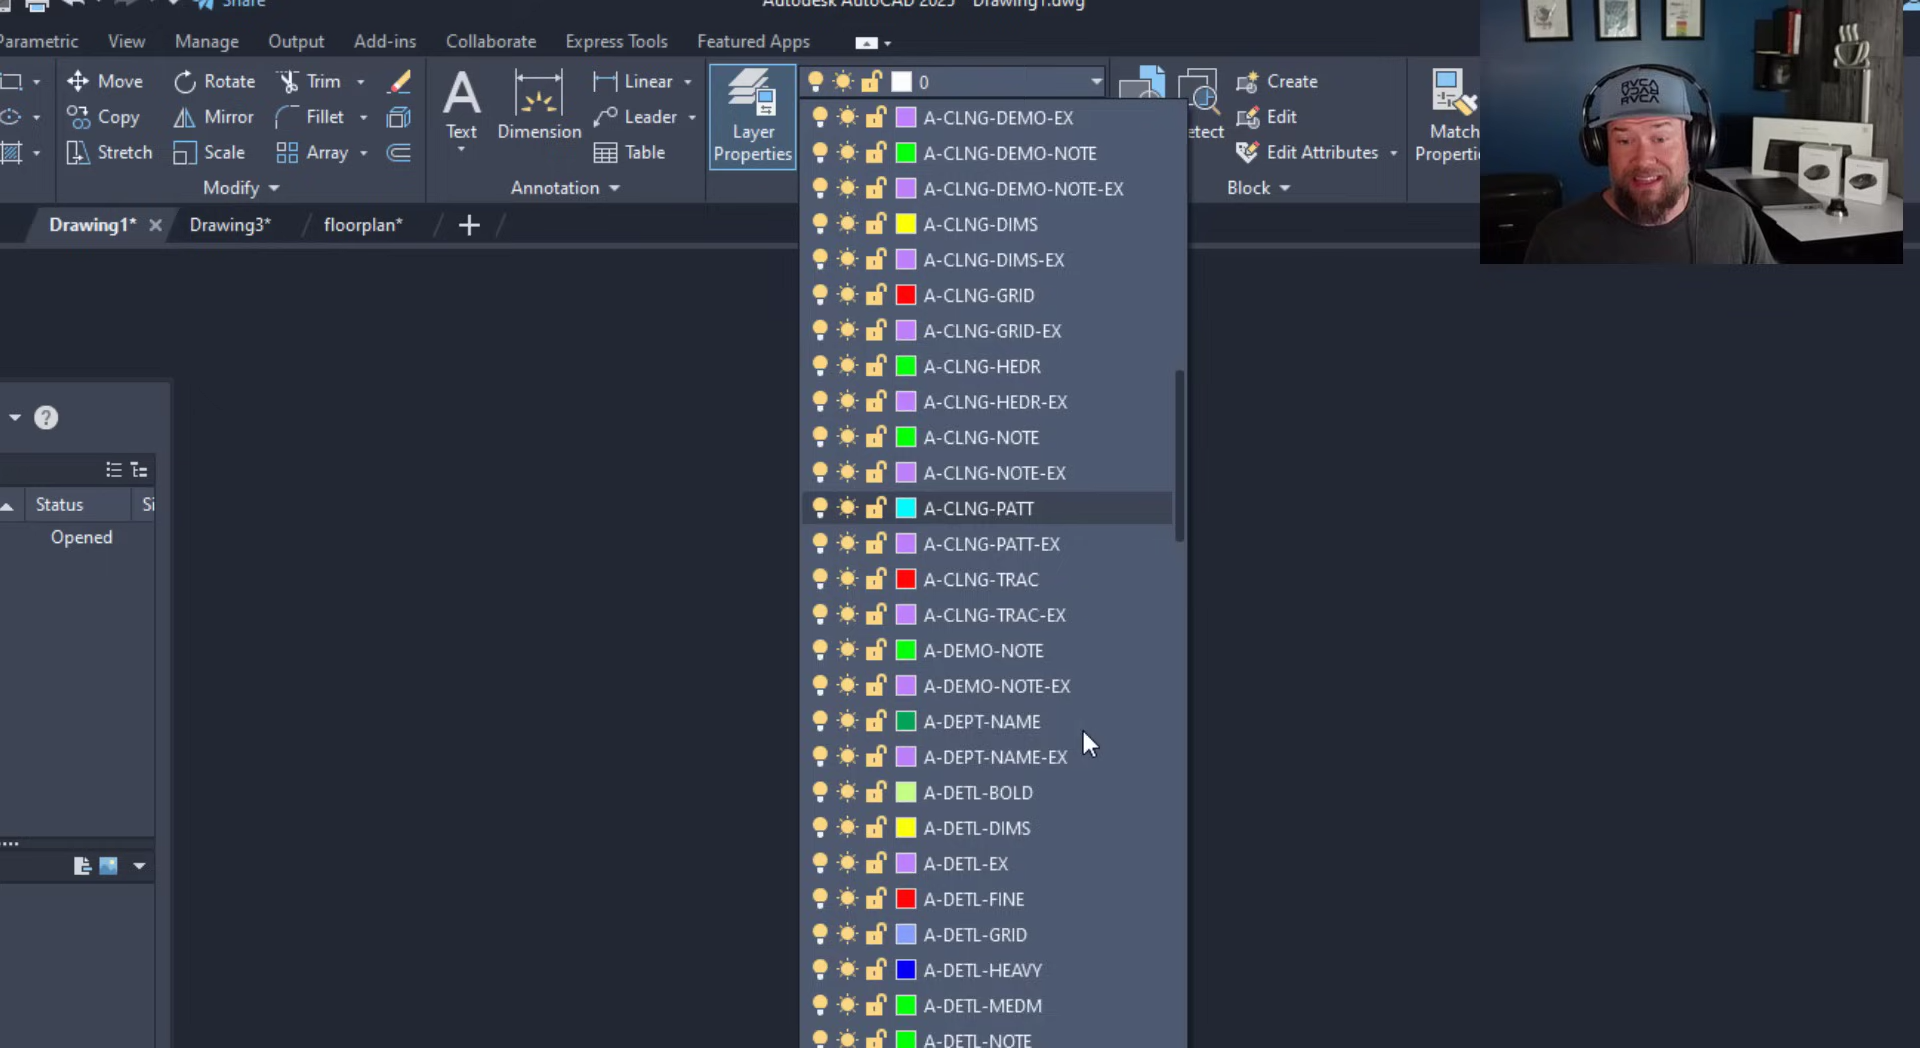 Share
Autodesk AutoCAD 2025 Drawing1.dwg
Parametric View Manage Output Add-ins Collaborate Express Tools Featured Apps
Move Rotate Trim
Copy Mirror Fillet
Stretch Scale Array
Modify
Text
Dimension
Linear
Leader
Table
Annotation
Layer
Properties
0
Create
Edit
Edit Attributes
Block
Match
RVCA
Drawing1* Drawing3* floorplan*
A-CLNG-DEMO-EX
A-CLNG-DEMO-NOTE
A-CLNG-DEMO-NOTE-EX
A-CLNG-DIMS
A-CLNG-DIMS-EX
A-CLNG-GRID
A-CLNG-GRID-EX
A-CLNG-HEDR
A-CLNG-HEDR-EX
A-CLNG-NOTE
A-CLNG-NOTE-EX
A-CLNG-PATT
A-CLNG-PATT-EX
A-CLNG-TRAC
A-CLNG-TRAC-EX
A-DEMO-NOTE
A-DEMO-NOTE-EX
A-DEPT-NAME
A-DEPT-NAME-EX
A-DETL-BOLD
A-DETL-DIMS
A-DETL-EX
A-DETL-FINE
A-DETL-GRID
A-DETL-HEAVY
A-DETL-MEDM
A-DETL-NOTE
Status
Opened